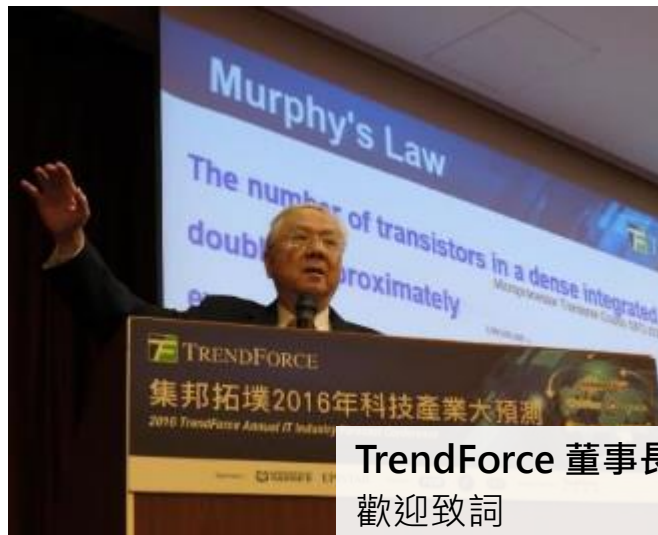 Murphy's Law
The number of transistors in a dense integrated
doubl proximately
TRENDFORCE
集邦拓墣2016年科技產業大預測
2016 TrendForce Annual IT Industry
TrendForce 董事長
歡迎致詞